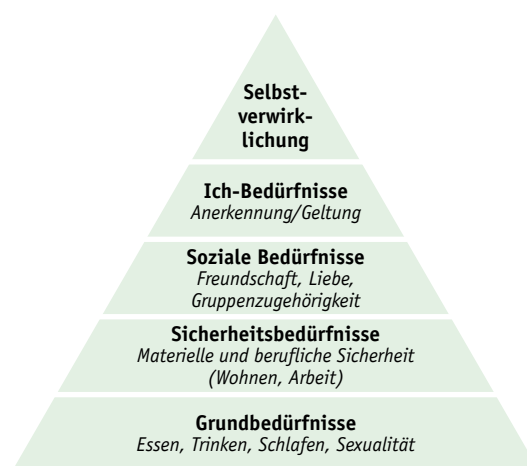 Selbst-
verwirk-
lichung
Ich-Bedürfnisse
Anerkennung/Geltung
Soziale Bedürfnisse
Freundschaft, Liebe,
Gruppenzugehörigkeit
Sicherheitsbedürfnisse
Materielle und berufliche Sicherheit
(Wohnen, Arbeit)
Grundbedürfnisse
Essen, Trinken, Schlafen, Sexualität